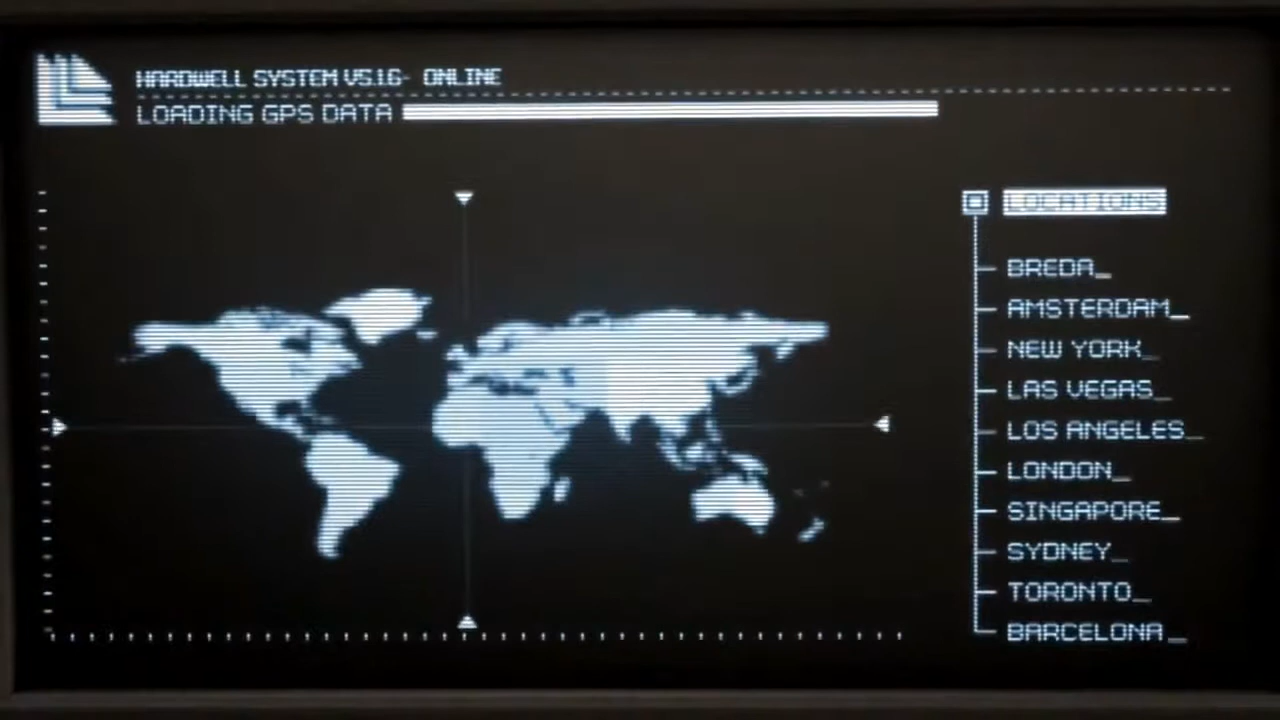 HARDWELL SYSTEM V5.1.6- ONLINE
LOADING GPS DATA
LOCATIONS
BREDA_
AMSTERDAM_
NEW YORK_
LAS VEGAS_
LOS ANGELES_
LONDON_
SINGAPORE_
SYDNEY_
TORONTO_
BARCELONA_